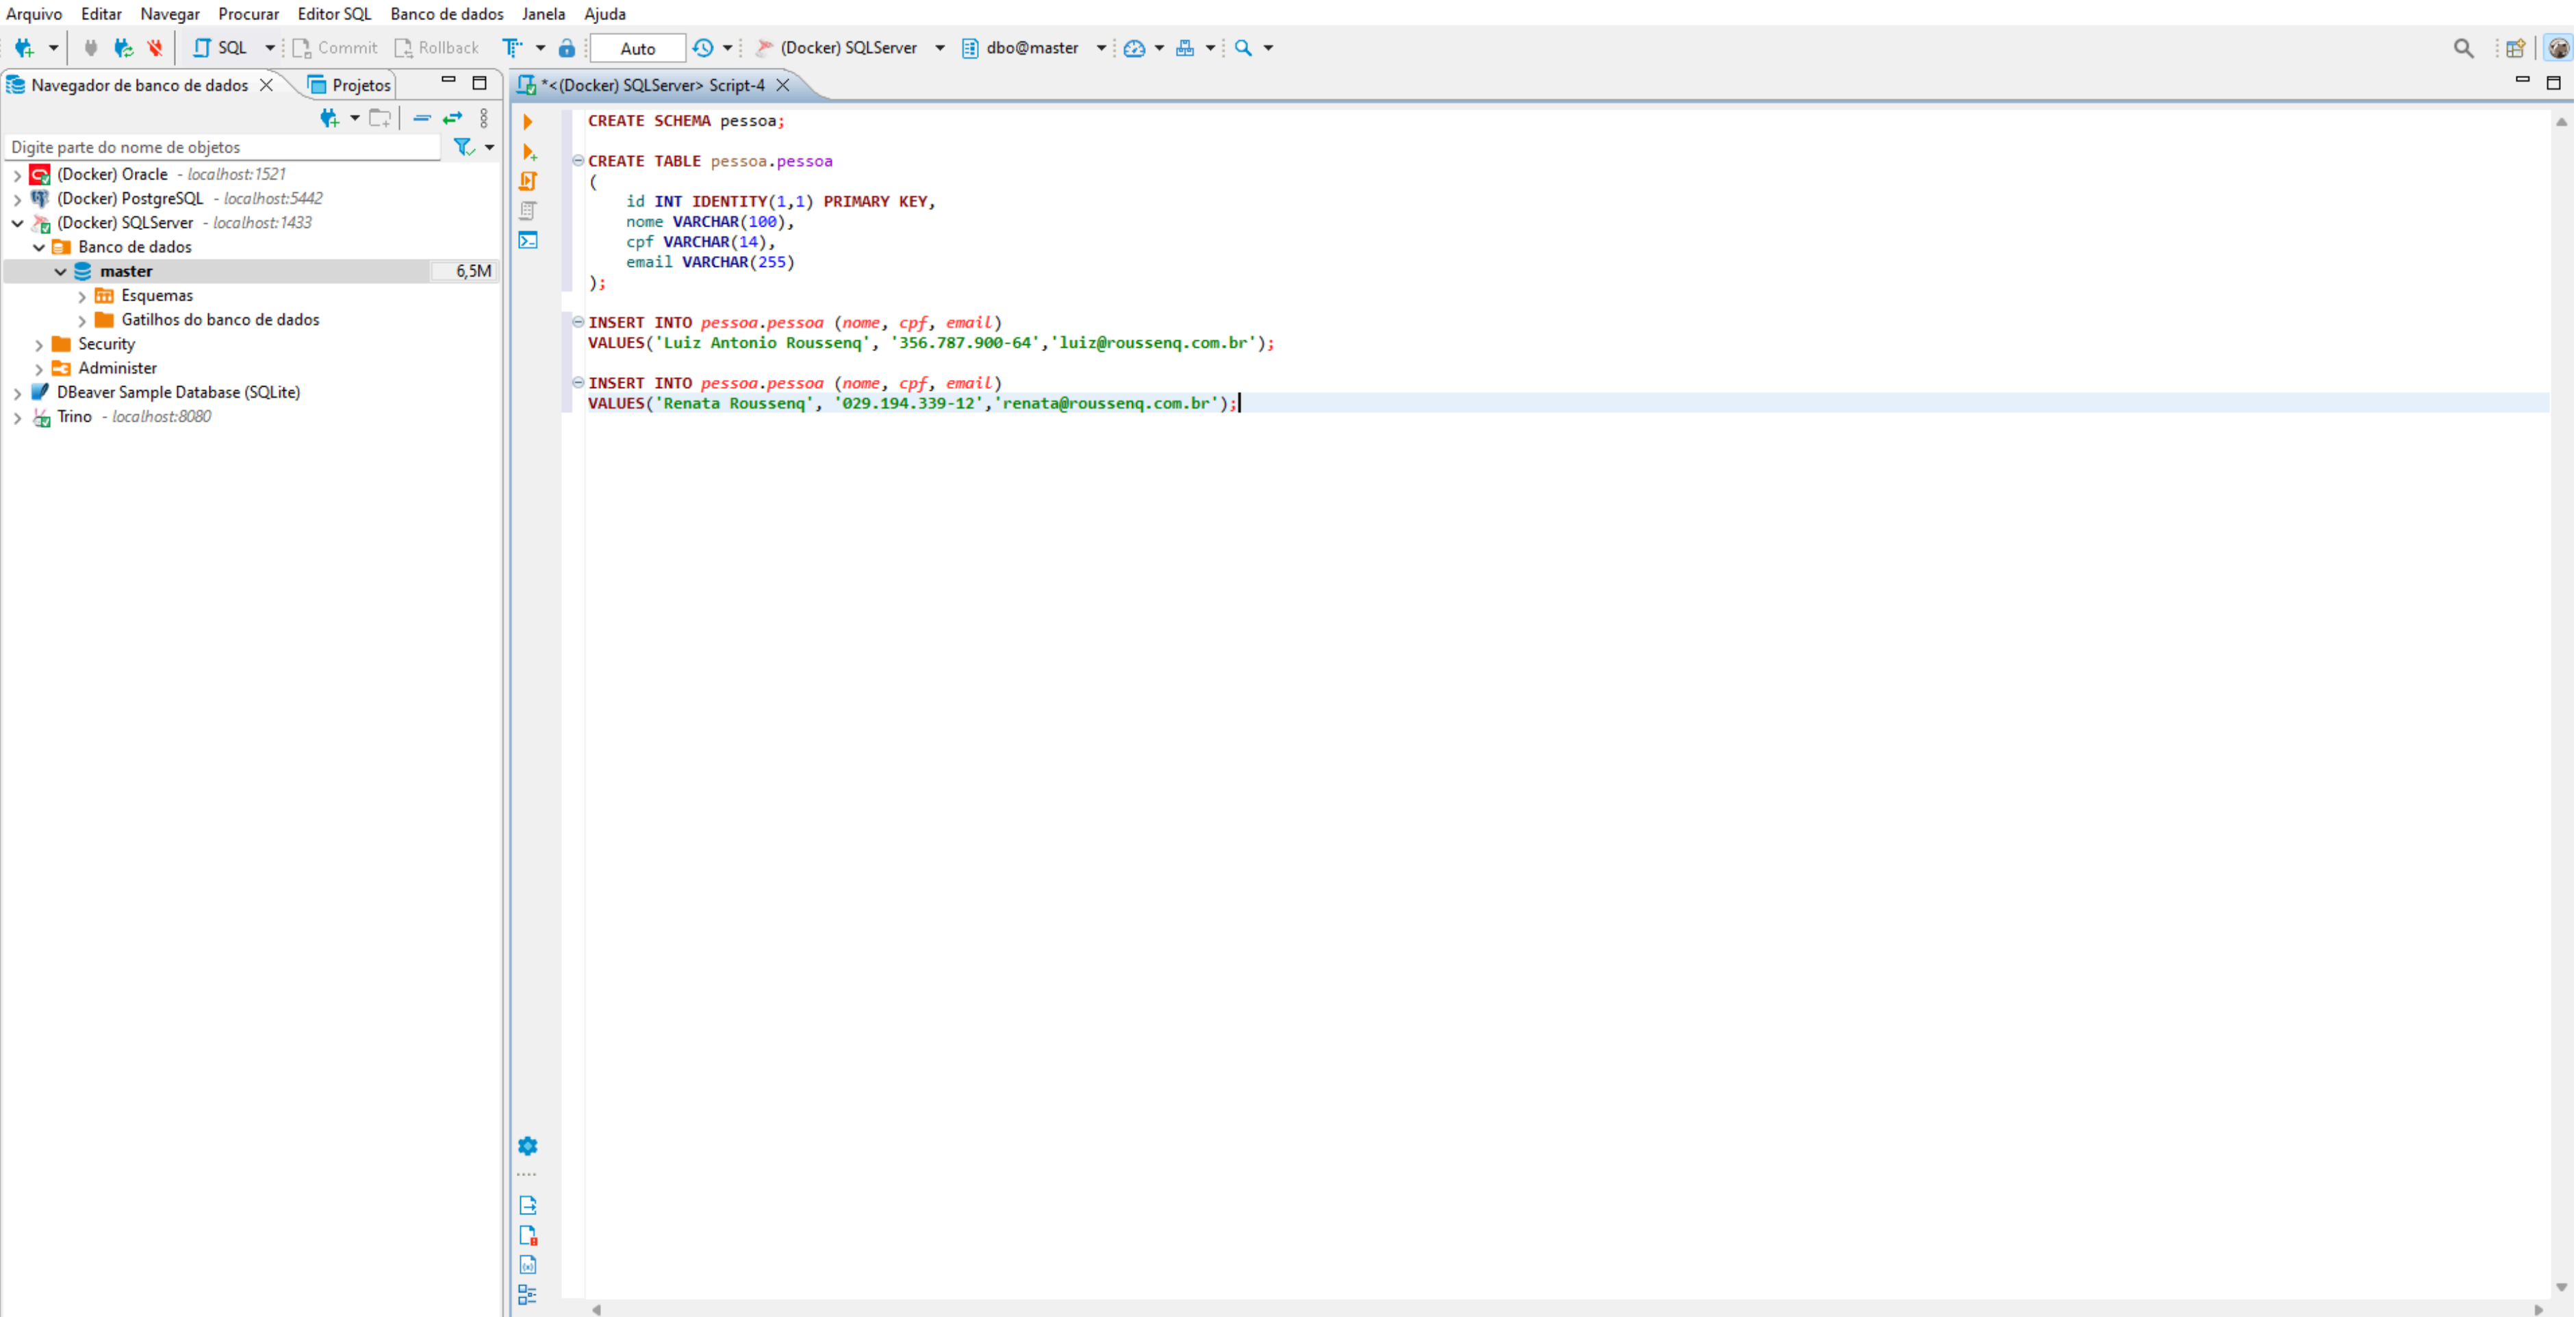 Arquivo Editar Navegar Procurar Editor SQL Banco de dados Janela Ajuda
SQL Commit Rollback Auto (Docker) SQLServer dbo@master
Navegador de banco de dados Projetos
*<(Docker) SQLServer> Script-4
Digite parte do nome de objetos
(Docker) Oracle - localhost:1521
(Docker) PostgreSQL - localhost:5442
(Docker) SQLServer - localhost:1433
Banco de dados
master 6,5M
Esquemas
Gatilhos do banco de dados
Security
Administer
DBeaver Sample Database (SQLite)
Trino - localhost:8080
CREATE SCHEMA pessoa;
CREATE TABLE pessoa.pessoa
(
id INT IDENTITY(1,1) PRIMARY KEY,
nome VARCHAR(100),
cpf VARCHAR(14),
email VARCHAR(255)
);
INSERT INTO pessoa.pessoa (nome, cpf, email)
VALUES('Luiz Antonio Roussenq', '356.787.900-64','luiz@roussenq.com.br');
INSERT INTO pessoa.pessoa (nome, cpf, email)
VALUES('Renata Roussenq', '029.194.339-12','renata@roussenq.com.br');